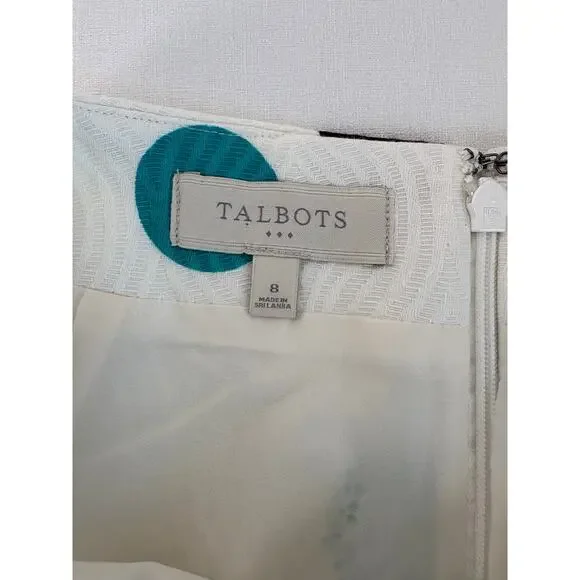 TALBOTS
8
MADE IN
SRI LANKA